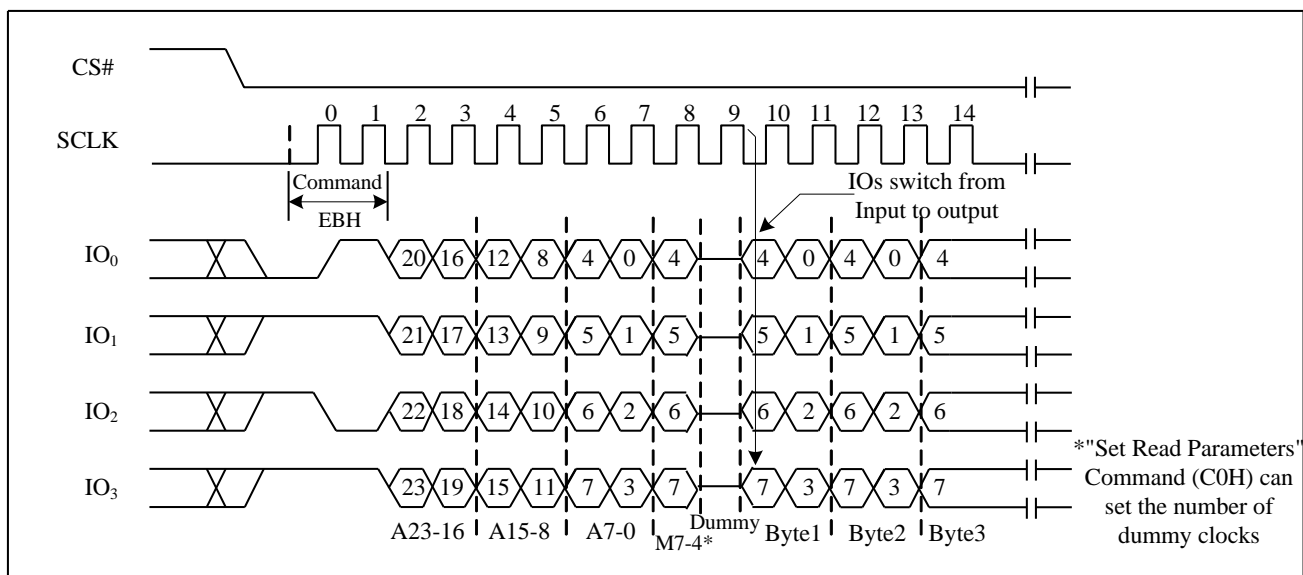 CS#
0 1 2 3 4 5 6 7 8 9 10 11 12 13 14
SCLK
Command
EBH
IOs switch from
Input to output
IO0 20 16 12 8 4 0 4 4 0 4 0 4
IO1 21 17 13 9 5 1 5 5 1 5 1 5
IO2 22 18 14 10 6 2 6 6 2 6 2 6
IO3 23 19 15 11 7 3 7 7 3 7 3 7
A23-16 A15-8 A7-0 M7-4* Dummy Byte1 Byte2 Byte3
*"Set Read Parameters"
Command (C0H) can
set the number of
dummy clocks